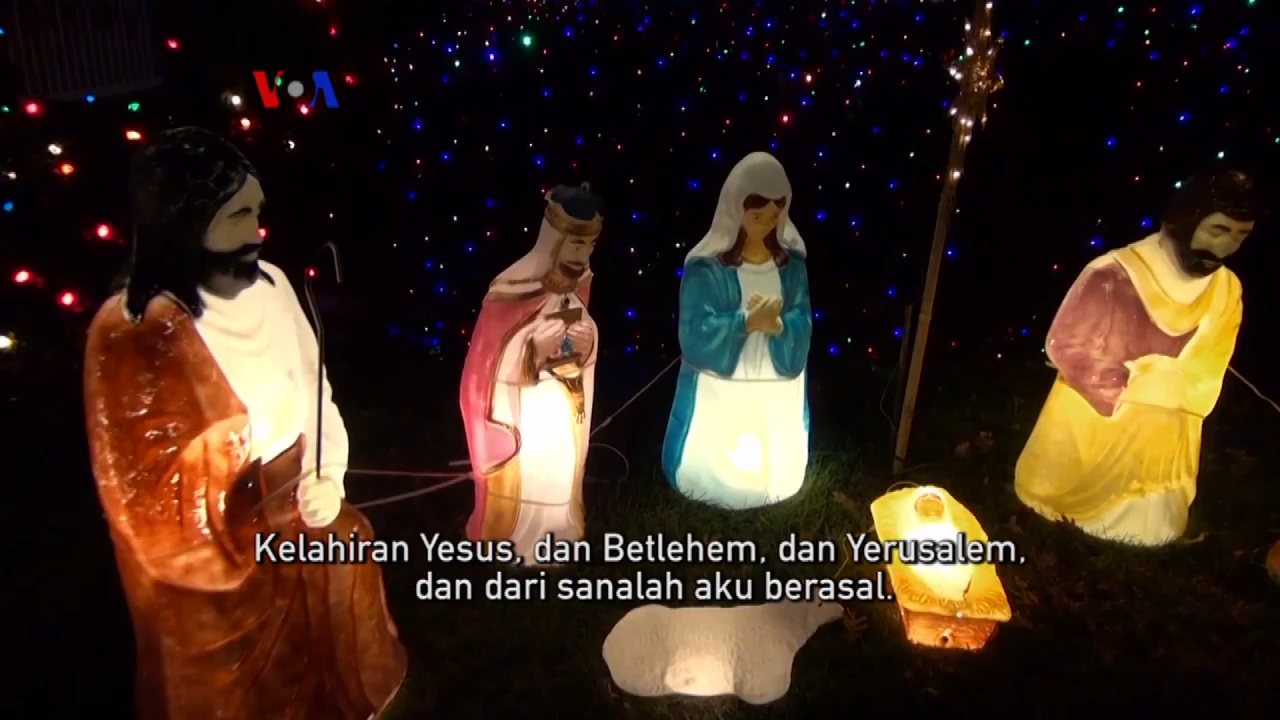 VOA
Kelahiran Yesus, dan Betlehem, dan Yerusalem,
dan dari sanalah aku berasal.